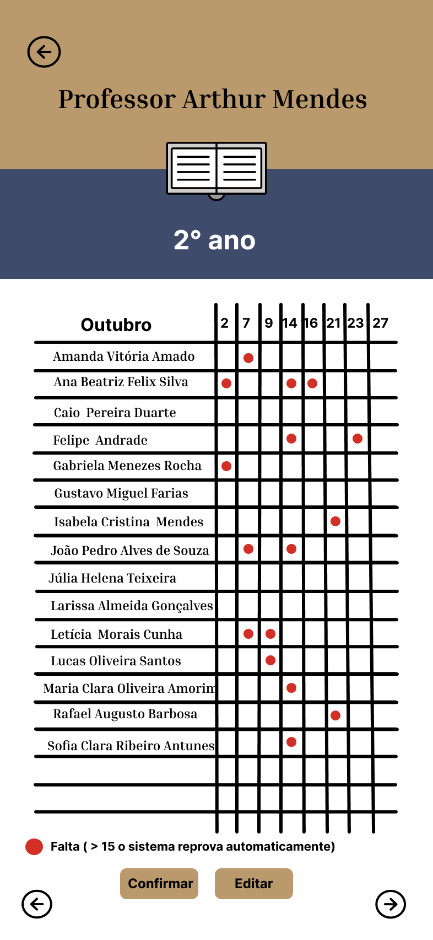 Professor Arthur Mendes
2° ano
Outubro 2 7 9 14 16 21 23 27
Amanda Vitória Amado
Ana Beatriz Felix Silva
Caio Pereira Duarte
Felipe Andrade
Gabriela Menezes Rocha
Gustavo Miguel Farias
Isabela Cristina Mendes
João Pedro Alves de Souza
Júlia Helena Teixeira
Larissa Almeida Gonçalves
Letícia Morais Cunha
Lucas Oliveira Santos
Maria Clara Oliveira Amorim
Rafael Augusto Barbosa
Sofia Clara Ribeiro Antunes
Falta ( > 15 o sistema reprova automaticamente)
Confirmar Editar